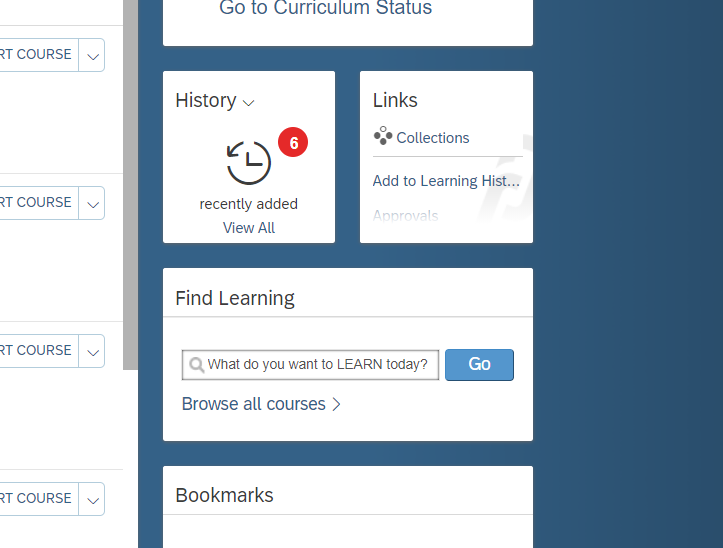 Go to Curriculum Status
RT COURSE
History
Links
6
Collections
recently added
Add to Learning Hist...
View All
Approvals
RT COURSE
Find Learning
RT COURSE
What do you want to LEARN today?
Go
Browse all courses
RT COURSE
Bookmarks